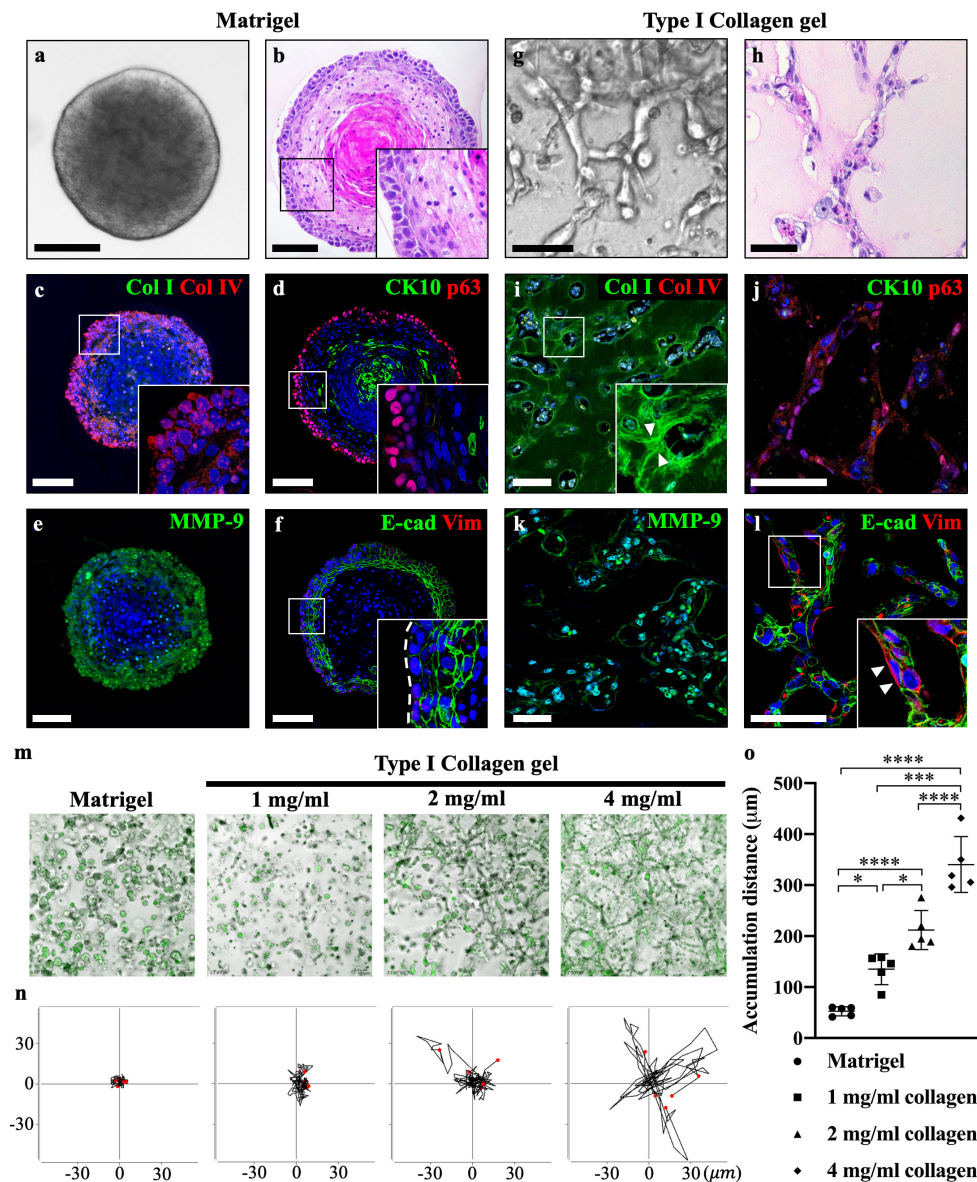 Matrigel Type I Collagen gel
a b g h
c Col I Col IV d CK10 p63 i Col I Col IV j CK10 p63
e MMP-9 f E-cad Vim k MMP-9 l E-cad Vim
m
Type I Collagen gel
Matrigel 1 mg/ml 2 mg/ml 4 mg/ml
n
30
0
-30
-30 0 30 -30 0 30 -30 0 30 -30 0 30 (μm)
o
****
***
****
****
* *
Accumulation distance (μm)
500
400
300
200
100
0
Matrigel
1 mg/ml collagen
2 mg/ml collagen
4 mg/ml collagen